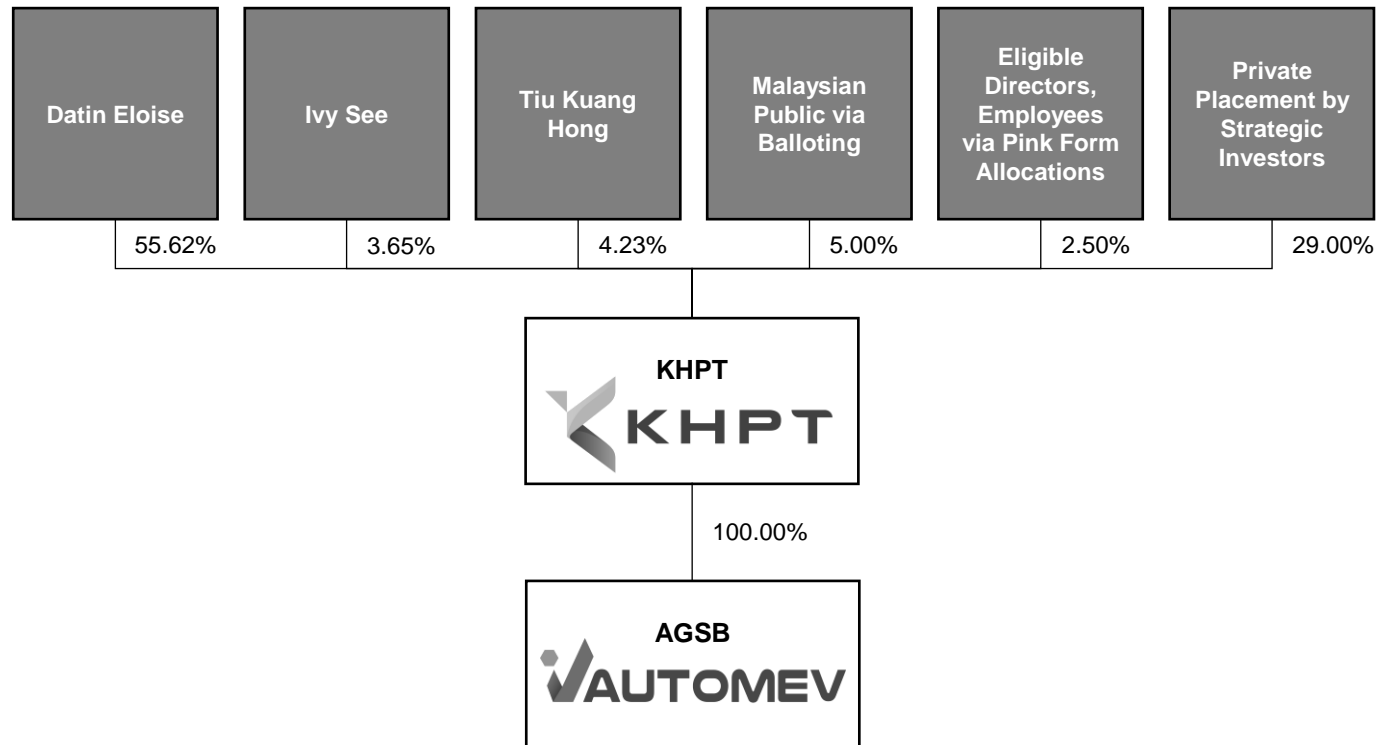 Datin Eloise
Ivy See
Tiu Kuang
Hong
Malaysian
Public via
Balloting
Eligible
Directors,
Employees
via Pink Form
Allocations
Private
Placement by
Strategic
Investors
55.62%
3.65%
4.23%
5.00%
2.50%
29.00%
KHPT
KHPT
100.00%
AGSB
AUTOMEV